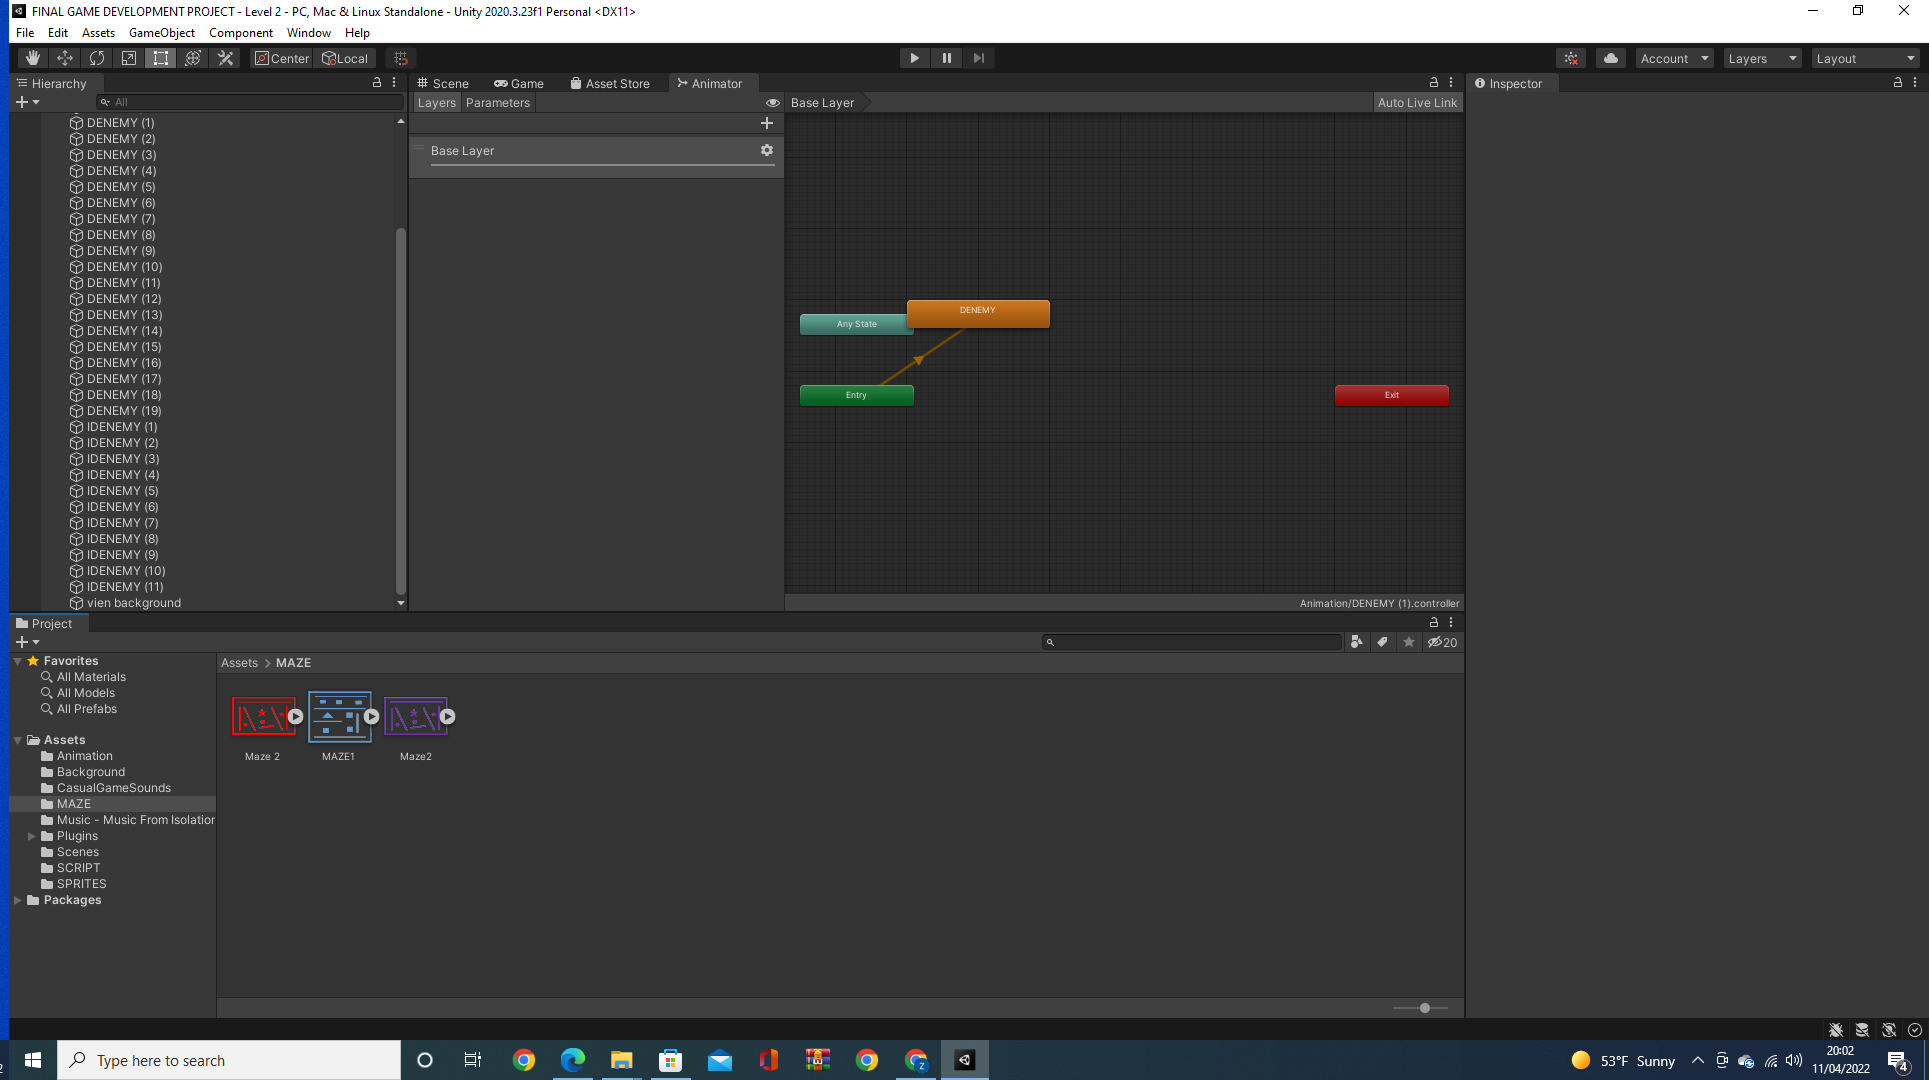 FINAL GAME DEVELOPMENT PROJECT - Level 2 - PC, Mac & Linux Standalone - Unity 2020.3.23f1 Personal <DX11>
File Edit Assets GameObject Component Window Help
Center Local Account Layers Layout
Hierarchy
All
DENEMY (1)
DENEMY (2)
DENEMY (3)
DENEMY (4)
DENEMY (5)
DENEMY (6)
DENEMY (7)
DENEMY (8)
DENEMY (9)
DENEMY (10)
DENEMY (11)
DENEMY (12)
DENEMY (13)
DENEMY (14)
DENEMY (15)
DENEMY (16)
DENEMY (17)
DENEMY (18)
DENEMY (19)
IDENEMY (1)
IDENEMY (2)
IDENEMY (3)
IDENEMY (4)
IDENEMY (5)
IDENEMY (6)
IDENEMY (7)
IDENEMY (8)
IDENEMY (9)
IDENEMY (10)
IDENEMY (11)
vien background
Scene Game Asset Store Animator
Layers Parameters Base Layer Auto Live Link
Base Layer
DENEMY
Any State
Entry
Exit
Animation/DENEMY (1).controller
Inspector
Project
20
Favorites
All Materials
All Models
All Prefabs
Assets
Animation
Background
CasualGameSounds
MAZE
Music - Music From Isolation
Plugins
Scenes
SCRIPT
SPRITES
Packages
Assets > MAZE
Maze 2 MAZE1 Maze2
2
Type here to search
Z
53°F Sunny
20:02
11/04/2022
4